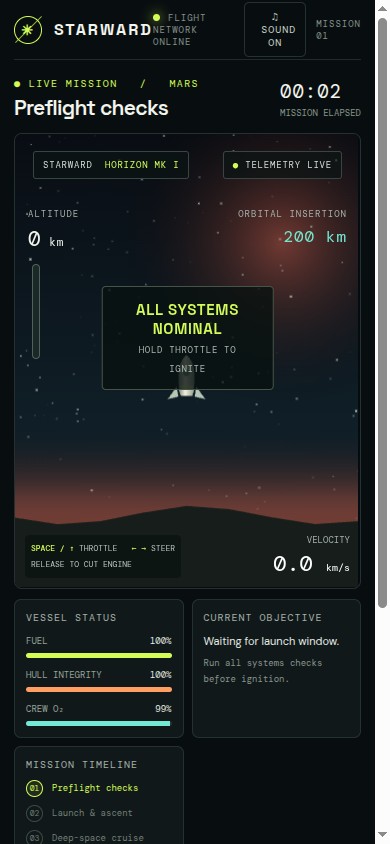 STARWARD
FLIGHT
NETWORK
ONLINE
♫
SOUND
ON
MISSION
01
● LIVE MISSION / MARS
Preflight checks
00:02
MISSION ELAPSED
STARWARD HORIZON MK I
● TELEMETRY LIVE
ALTITUDE
0 km
ORBITAL INSERTION
200 km
ALL SYSTEMS
NOMINAL
HOLD THROTTLE TO
IGNITE
SPACE / ↑ THROTTLE ← → STEER
RELEASE TO CUT ENGINE
VELOCITY
0.0 km/s
VESSEL STATUS
FUEL 100%
HULL INTEGRITY 100%
CREW O₂ 99%
CURRENT OBJECTIVE
Waiting for launch window.
Run all systems checks
before ignition.
MISSION TIMELINE
01 Preflight checks
02 Launch & ascent
03 Deep-space cruise